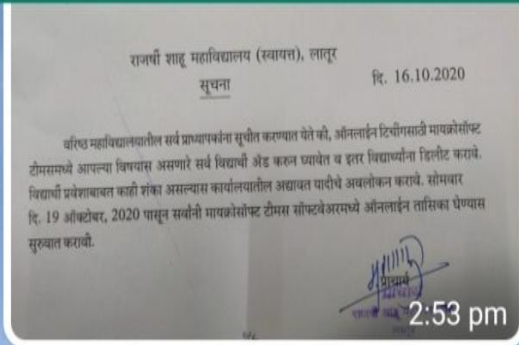 राजर्षी शाहू महाविद्यालय (स्वायत्त), लातूर
सूचना
दि. 16.10.2020
वरिष्ठ महाविद्यालयातील सर्व प्राध्यापकांना सूचीत करण्यात येते की, ऑनलाईन टिचींगसाठी मायक्रोसॉफ्ट
टीमसमध्ये आपल्या विषयास असणारे सर्व विद्यार्थी ॲड करुन घ्यावेत व इतर विद्यार्थ्यांना डिलीट करावे.
विद्यार्थी प्रवेशाबाबत काही शंका असल्यास कार्यालयातील अद्यावत यादीचे अवलोकन करावे. सोमवार
दि. 19 ऑक्टोबर, 2020 पासून सर्वांनी मायक्रोसॉफ्ट टीमस सॉफ्टवेअरमध्ये ऑनलाईन तासिका घेण्यास
सुरुवात करावी.
प्राचार्य
2:53 pm